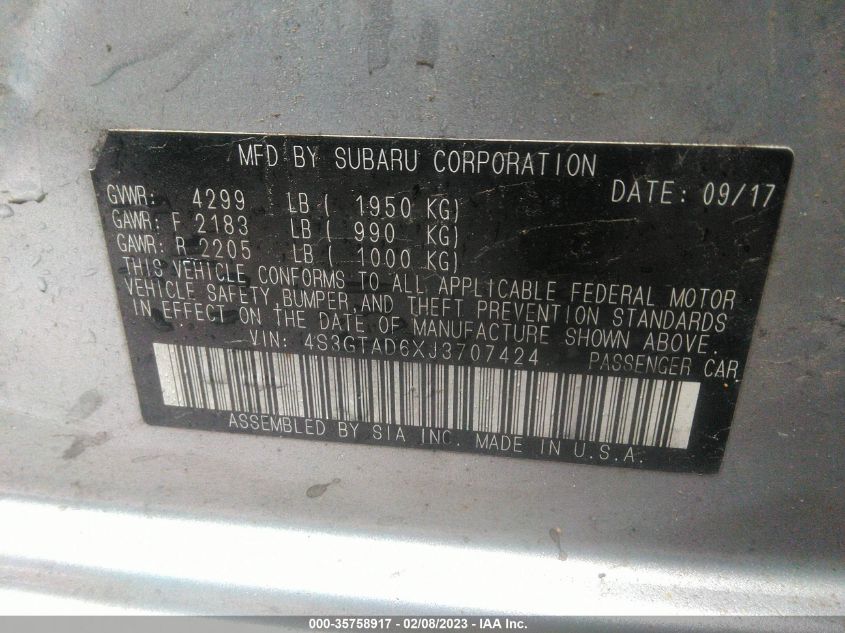 MFD BY SUBARU CORPORATION
DATE: 09/17
GVWR: 4299 LB ( 1950 KG)
GAWR: F 2183 LB ( 990 KG)
GAWR: R 2205 LB ( 1000 KG)
THIS VEHICLE CONFORMS TO ALL APPLICABLE FEDERAL MOTOR
VEHICLE SAFETY, BUMPER, AND THEFT PREVENTION STANDARDS
IN EFFECT ON THE DATE OF MANUFACTURE SHOWN ABOVE.
VIN: 4S3GTAD6XJ3707424 PASSENGER CAR
ASSEMBLED BY SIA INC. MADE IN U.S.A.
000-35758917 - 02/08/2023 - IAA Inc.